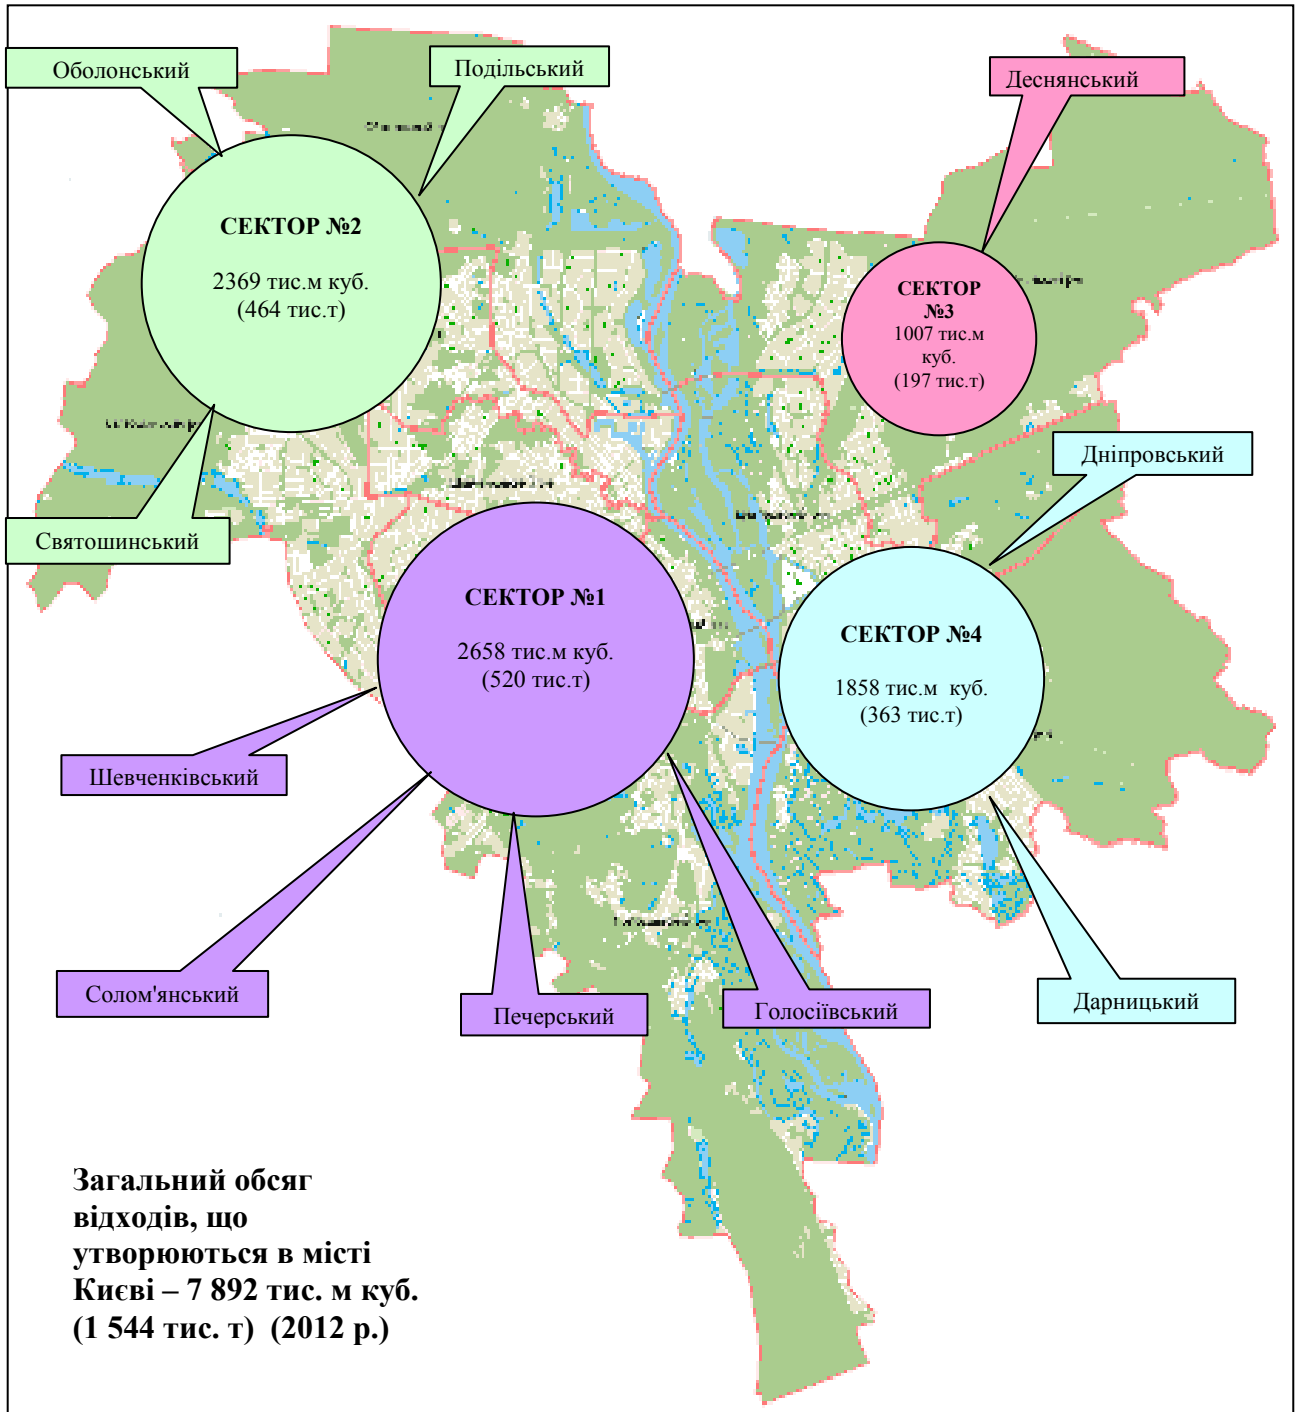 Оболонський
Подільський
Деснянський
СЕКТОР №2
2369 тис.м куб.
(464 тис.т)
СЕКТОР
№3
1007 тис.м
куб.
(197 тис.т)
Дніпровський
Святошинський
СЕКТОР №1
2658 тис.м куб.
(520 тис.т)
СЕКТОР №4
1858 тис.м куб.
(363 тис.т)
Шевченківський
Солом'янський
Печерський
Голосіївський
Дарницький
Загальний обсяг
відходів, що
утворюються в місті
Києві – 7 892 тис. м куб.
(1 544 тис. т) (2012 р.)